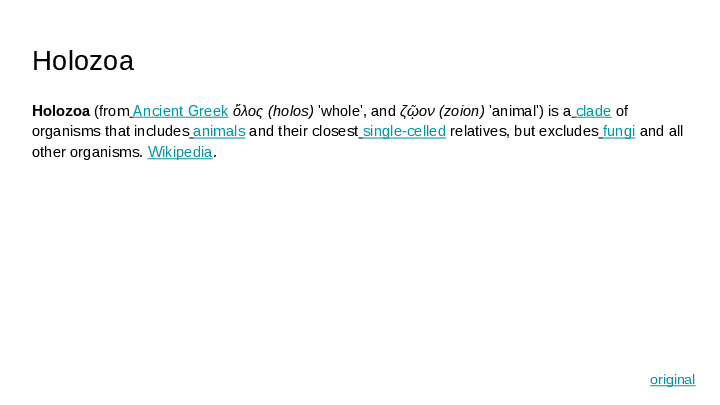 Holozoa
Holozoa (from Ancient Greek ὅλος (holos) 'whole', and ζῷον (zoion) 'animal') is a clade of
organisms that includes animals and their closest single-celled relatives, but excludes fungi and all
other organisms. Wikipedia.
original